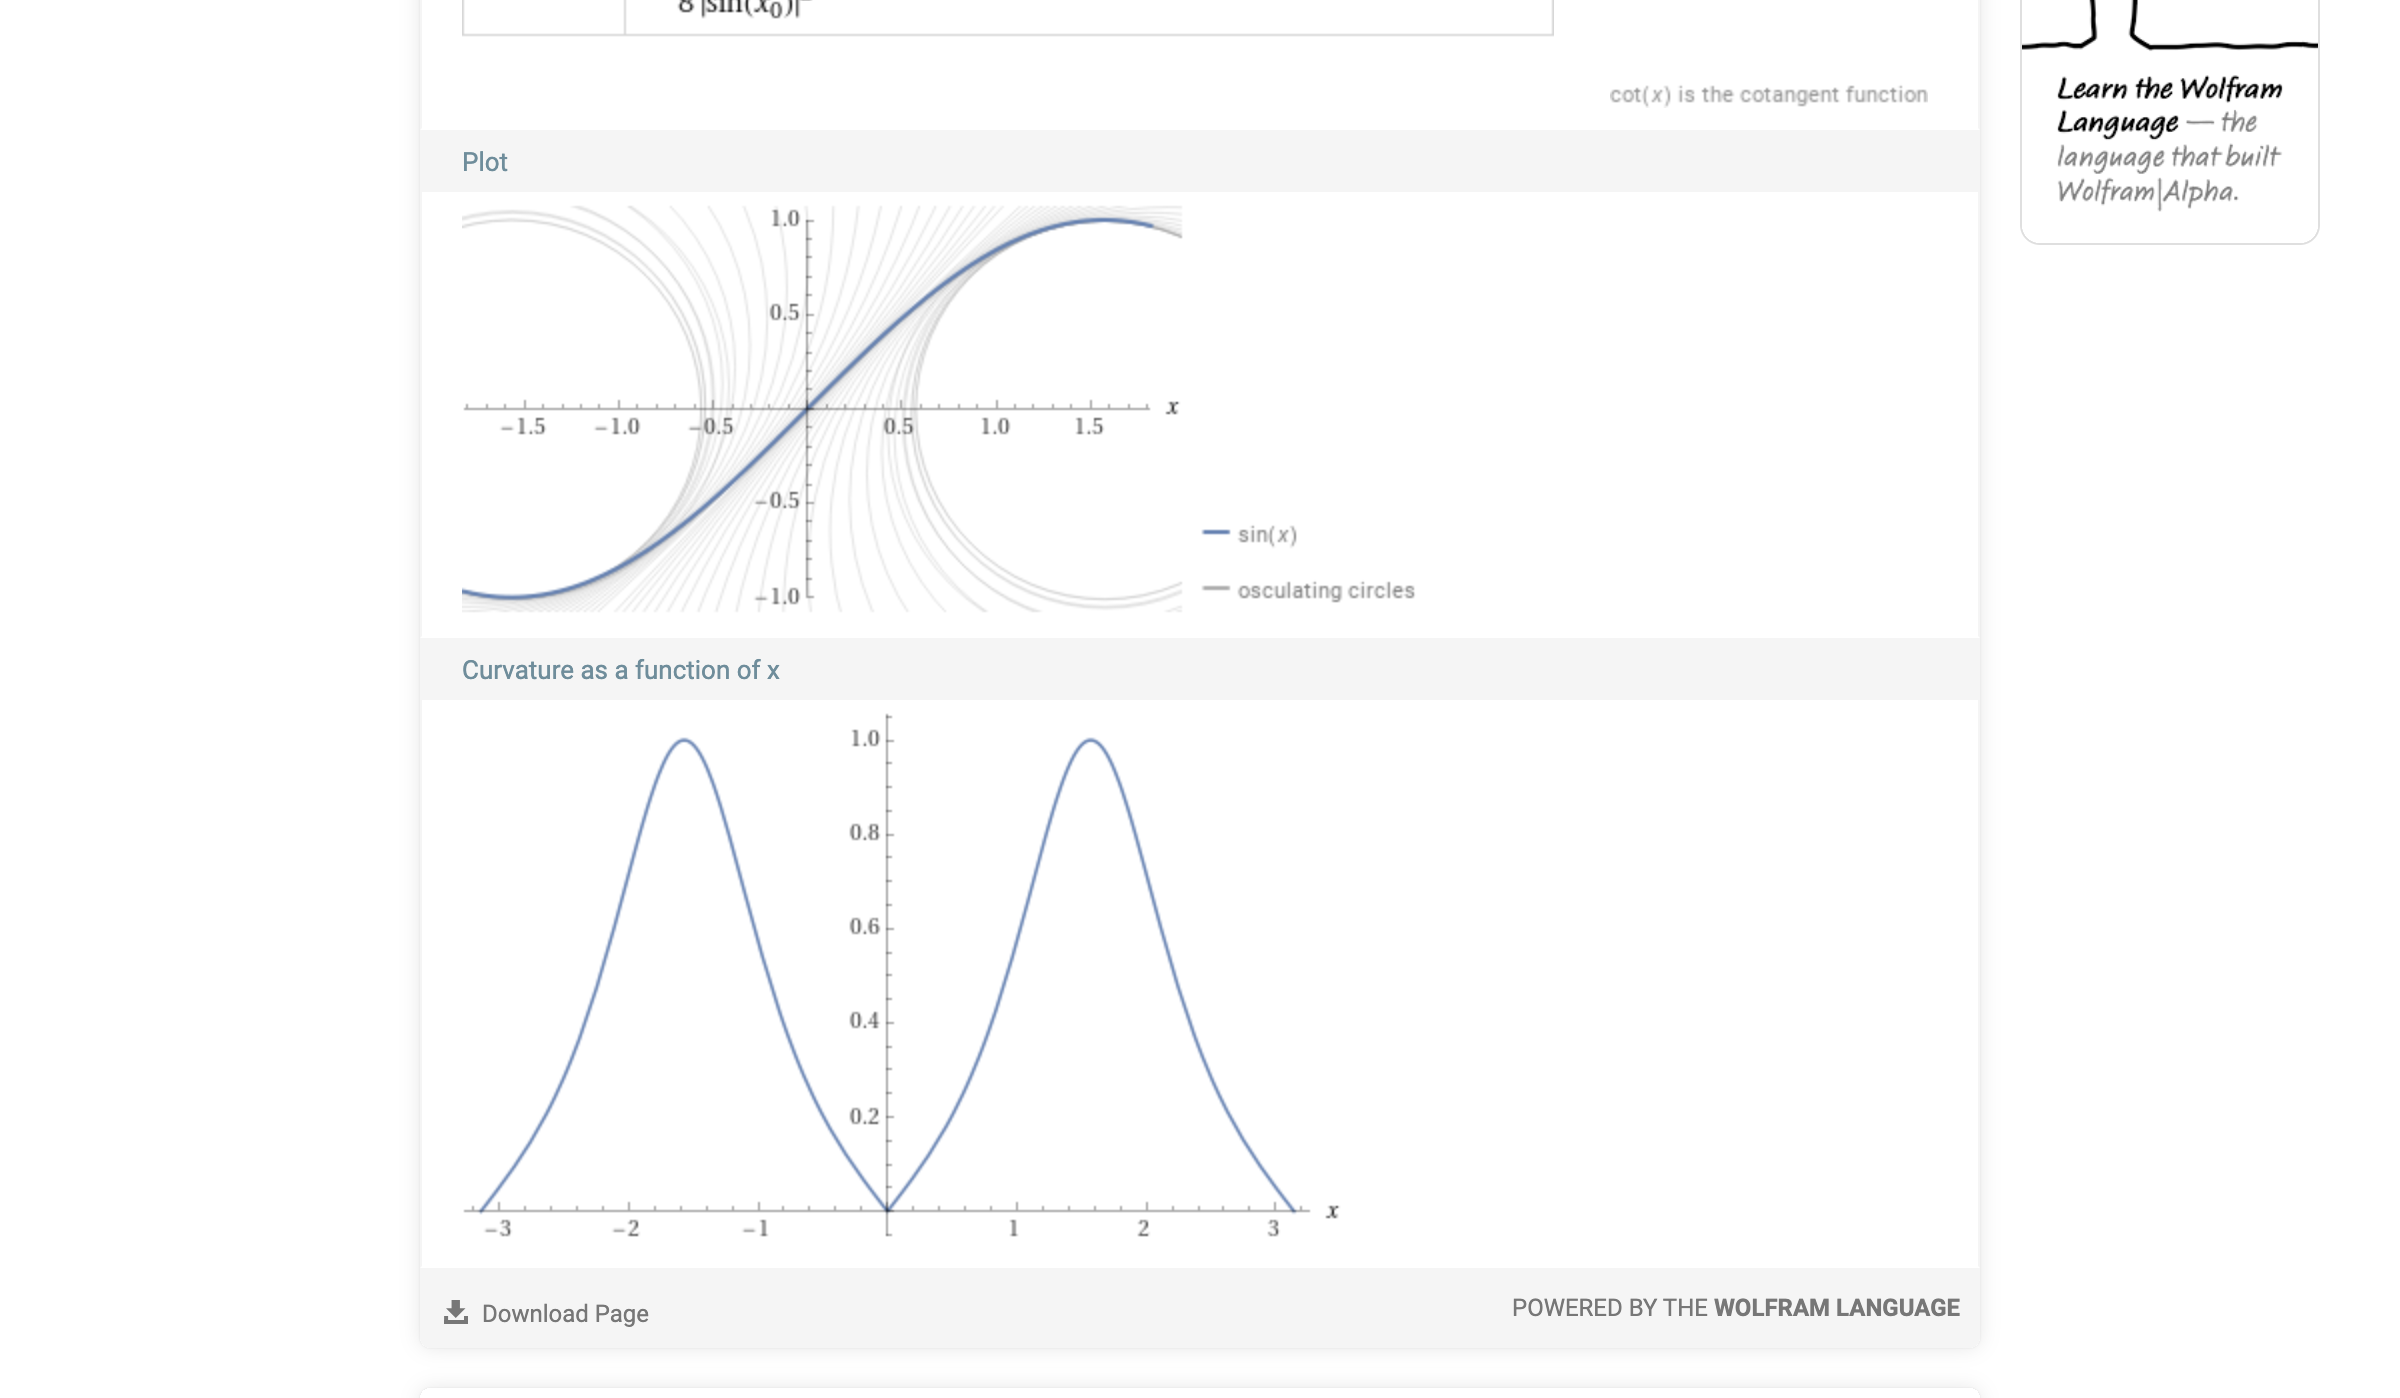 8 |sin(x₀)|
cot(x) is the cotangent function
Learn the Wolfram
Language — the
language that built
Wolfram|Alpha.
Plot
1.0
0.5
x
−1.5 −1.0 −0.5 0.5 1.0 1.5
−0.5
sin(x)
−1.0
osculating circles
Curvature as a function of x
1.0
0.8
0.6
0.4
0.2
x
−3 −2 −1 1 2 3
Download Page
POWERED BY THE WOLFRAM LANGUAGE